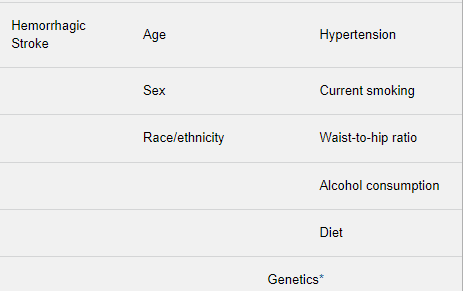 Hemorrhagic Stroke Age Hypertension
Sex Current smoking
Race/ethnicity Waist-to-hip ratio
Alcohol consumption
Diet
Genetics*